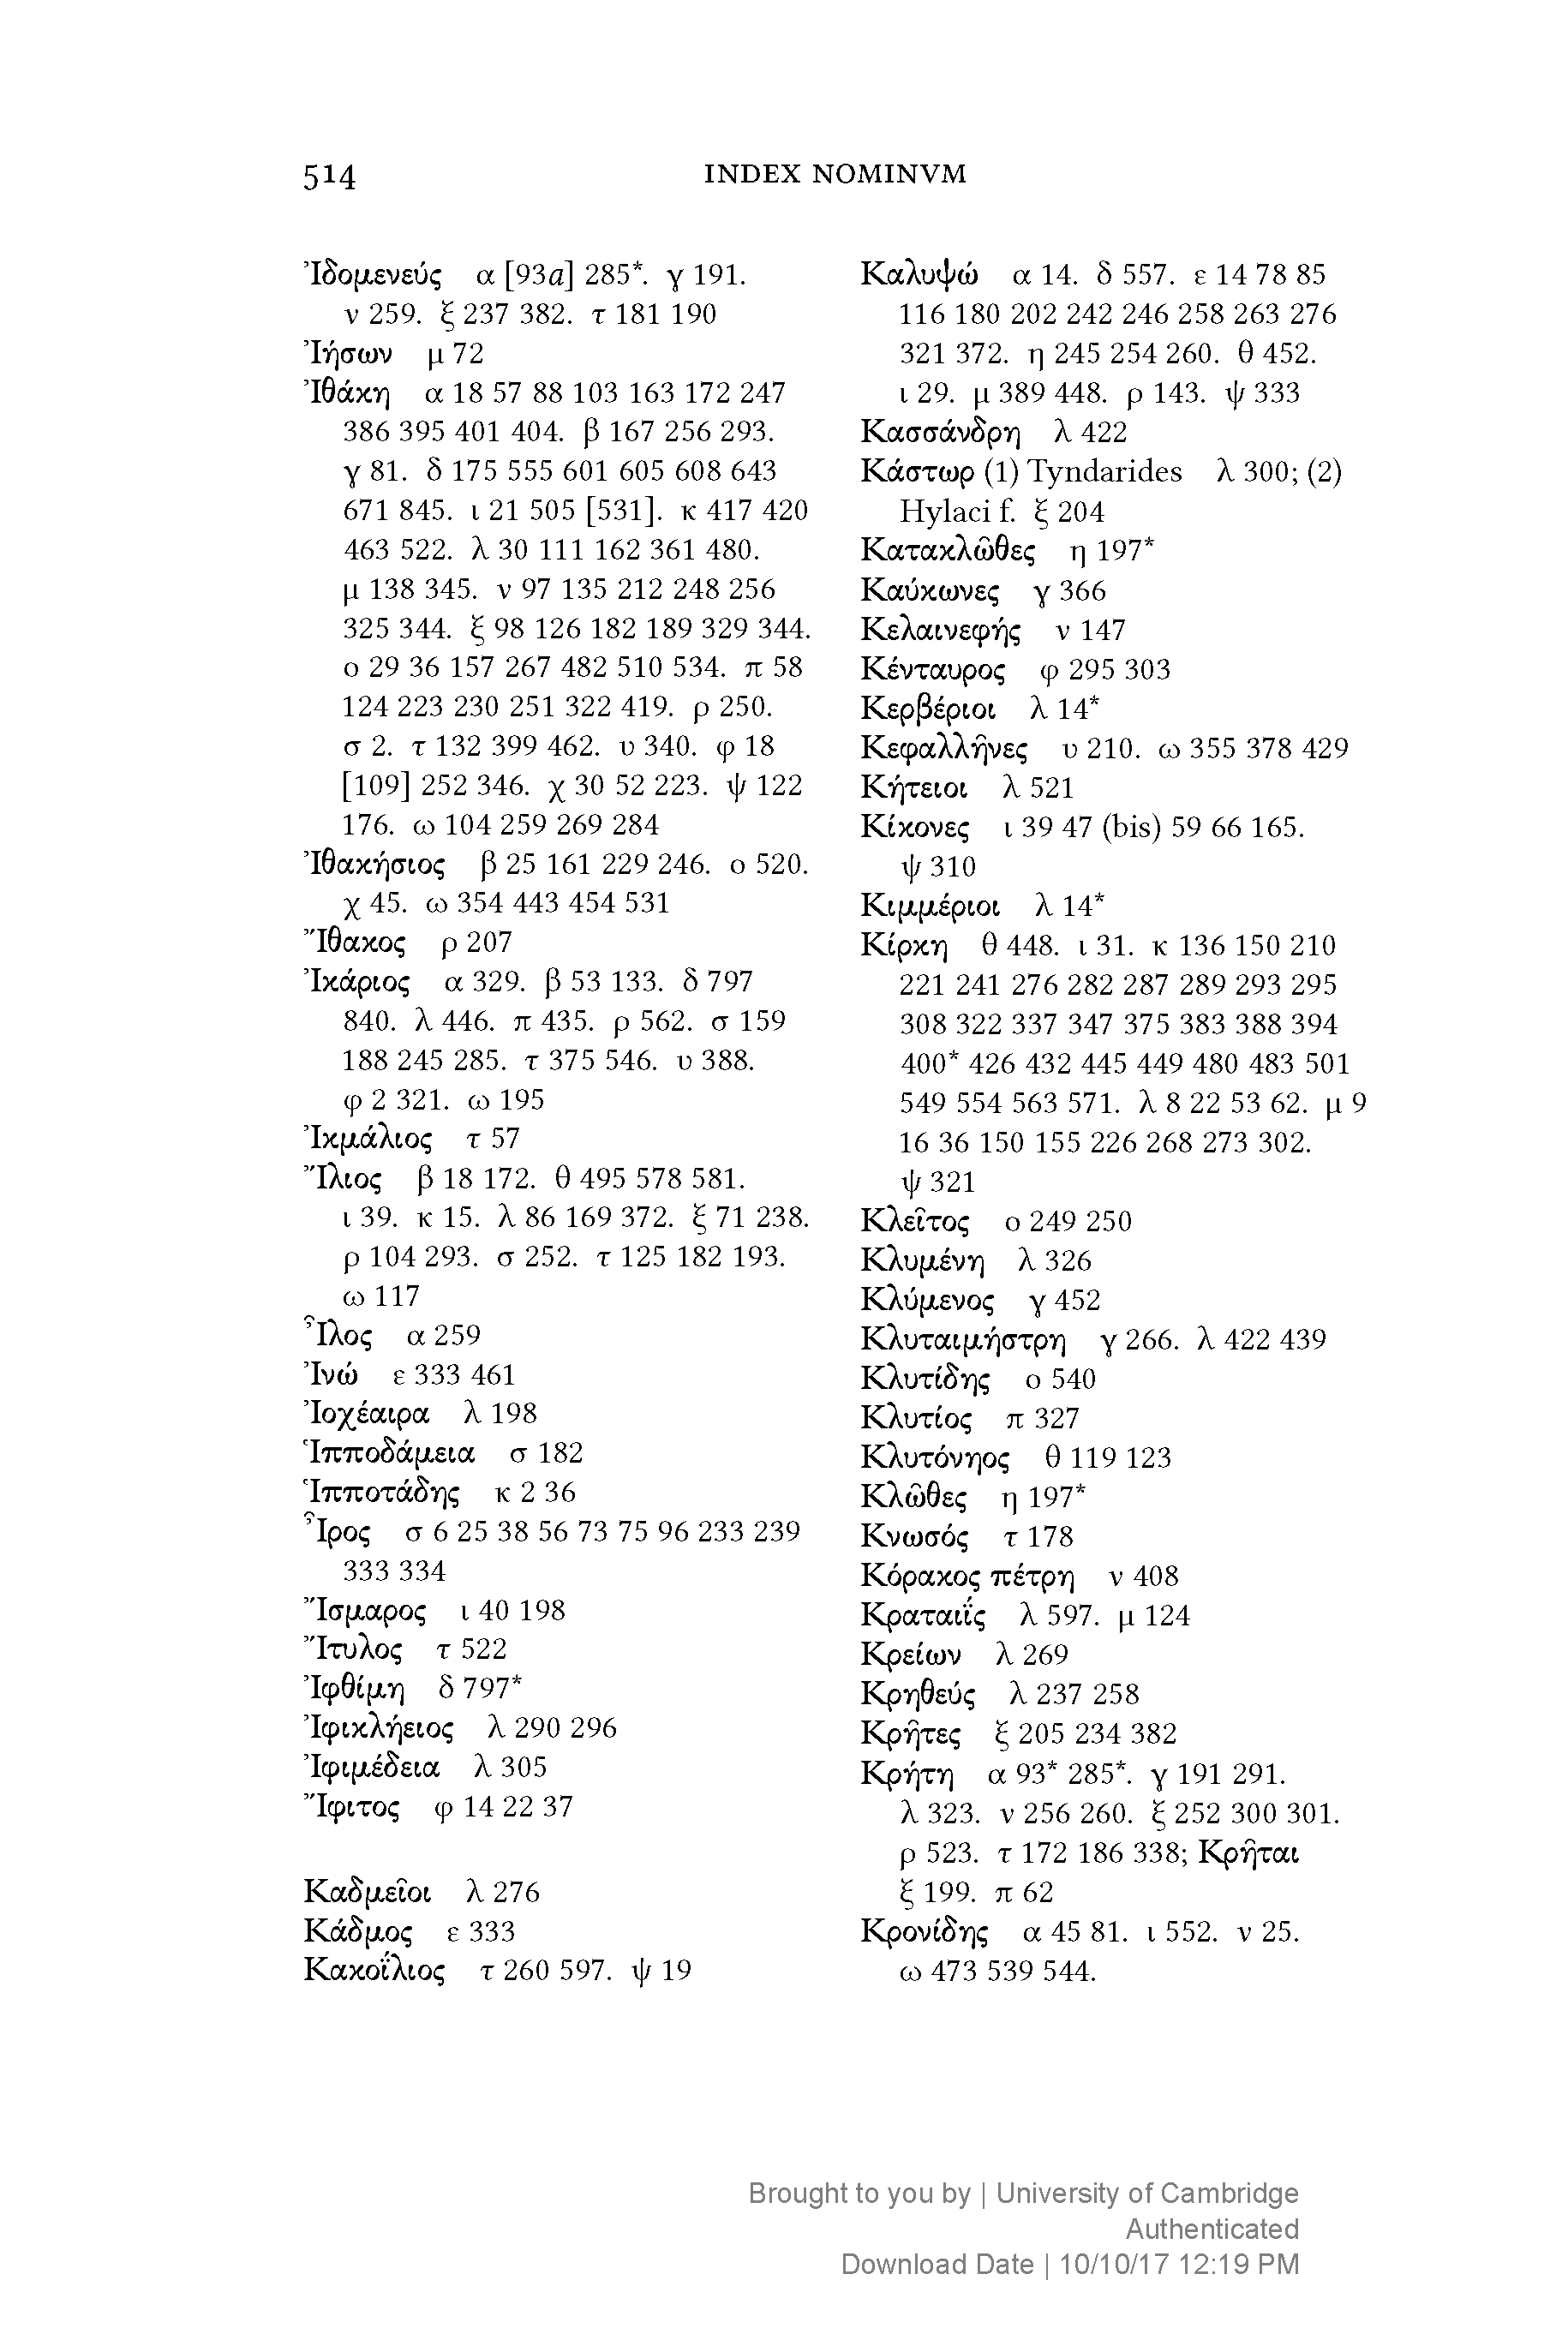 514
INDEX NOMINVM
Ἰδομενεύς α [93a] 285*. γ 191.
ν 259. ξ 237 382. τ 181 190
Ἰήσων μ 72
Ἰθάκη α 18 57 88 103 163 172 247
386 395 401 404. β 167 256 293.
γ 81. δ 175 555 601 605 608 643
671 845. ι 21 505 [531]. κ 417 420
463 522. λ 30 111 162 361 480.
μ 138 345. ν 97 135 212 248 256
325 344. ξ 98 126 182 189 329 344.
ο 29 36 157 267 482 510 534. π 58
124 223 230 251 322 419. ρ 250.
σ 2. τ 132 399 462. υ 340. φ 18
[109] 252 346. χ 30 52 223. ψ 122
176. ω 104 259 269 284
Ἰθακήσιος β 25 161 229 246. ο 520.
χ 45. ω 354 443 454 531
Ἴθακος ρ 207
Ἰκάριος α 329. β 53 133. δ 797
840. λ 446. π 435. ρ 562. σ 159
188 245 285. τ 375 546. υ 388.
φ 2 321. ω 195
Ἰκμάλιος τ 57
Ἴλιος β 18 172. θ 495 578 581.
ι 39. κ 15. λ 86 169 372. ξ 71 238.
ρ 104 293. σ 252. τ 125 182 193.
ω 117
Ἶλος α 259
Ἰνώ ε 333 461
Ἰοχέαιρα λ 198
Ἱπποδάμεια σ 182
Ἱπποτάδης κ 2 36
Ἶρος σ 6 25 38 56 73 75 96 233 239
333 334
Ἴσμαρος ι 40 198
Ἴτυλος τ 522
Ἰφθίμη δ 797*
Ἰφικλήειος λ 290 296
Ἰφιμέδεια λ 305
Ἴφιτος φ 14 22 37
Καδμεῖοι λ 276
Κάδμος ε 333
Κακοΐλιος τ 260 597. ψ 19
Καλυψώ α 14. δ 557. ε 14 78 85
116 180 202 242 246 258 263 276
321 372. η 245 254 260. θ 452.
ι 29. μ 389 448. ρ 143. ψ 333
Κασσάνδρη λ 422
Κάστωρ (1) Tyndarides λ 300; (2)
Hylaci f. ξ 204
Κατακλῶθες η 197*
Καύκωνες γ 366
Κελαινεφής ν 147
Κένταυρος φ 295 303
Κερβέριοι λ 14*
Κεφαλλῆνες υ 210. ω 355 378 429
Κήτειοι λ 521
Κίκονες ι 39 47 (bis) 59 66 165.
ψ 310
Κιμμέριοι λ 14*
Κίρκη θ 448. ι 31. κ 136 150 210
221 241 276 282 287 289 293 295
308 322 337 347 375 383 388 394
400* 426 432 445 449 480 483 501
549 554 563 571. λ 8 22 53 62. μ 9
16 36 150 155 226 268 273 302.
ψ 321
Κλεῖτος ο 249 250
Κλυμένη λ 326
Κλύμενος γ 452
Κλυταιμήστρη γ 266. λ 422 439
Κλυτίδης ο 540
Κλυτίος π 327
Κλυτόνηος θ 119 123
Κλῶθες η 197*
Κνωσός τ 178
Κόρακος πέτρη ν 408
Κραταιΐς λ 597. μ 124
Κρείων λ 269
Κρηθεύς λ 237 258
Κρῆτες ξ 205 234 382
Κρήτη α 93* 285*. γ 191 291.
λ 323. ν 256 260. ξ 252 300 301.
ρ 523. τ 172 186 338; Κρῆται
ξ 199. π 62
Κρονίδης α 45 81. ι 552. ν 25.
ω 473 539 544.
Brought to you by | University of Cambridge
Authenticated
Download Date | 10/10/17 12:19 PM